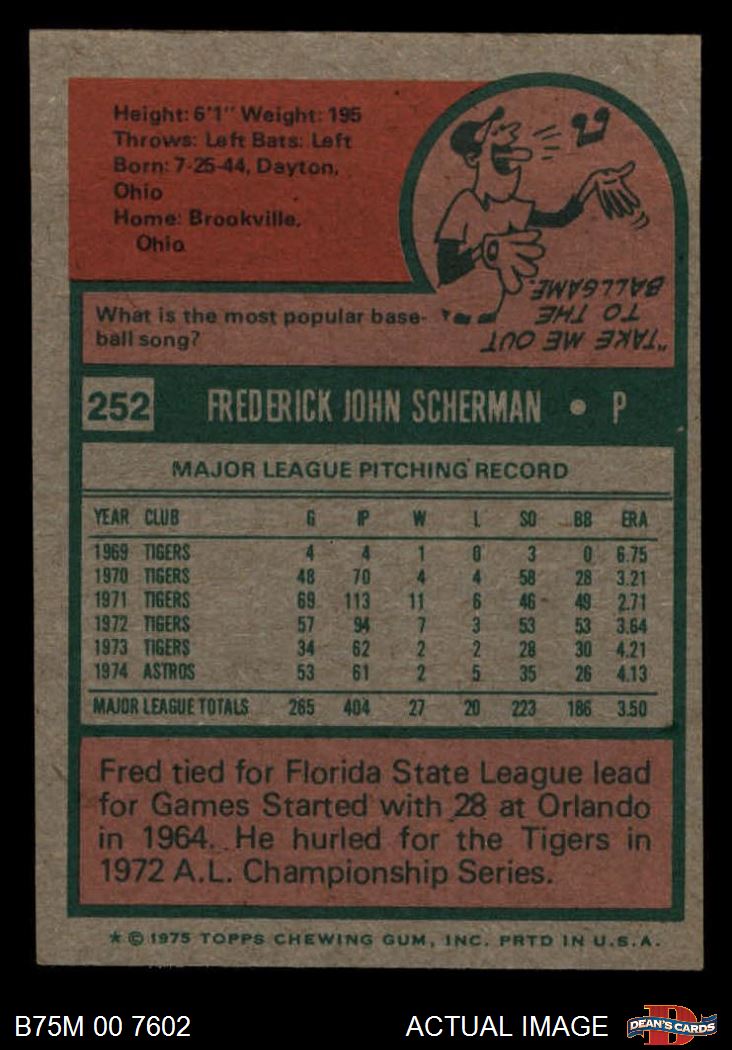 Height: 6'1" Weight: 195
Throws: Left Bats: Left
Born: 7-25-44, Dayton,
Ohio
Home: Brookville,
Ohio
What is the most popular base-
ball song?
"TAKE ME OUT
TO THE
BALLGAME."
252 FREDERICK JOHN SCHERMAN • P
MAJOR LEAGUE PITCHING RECORD
YEAR CLUB G IP W L SO BB ERA
1969 TIGERS 4 4 1 0 3 0 6.75
1970 TIGERS 48 70 4 4 58 28 3.21
1971 TIGERS 69 113 11 6 46 49 2.71
1972 TIGERS 57 94 7 3 53 53 3.64
1973 TIGERS 34 62 2 2 28 30 4.21
1974 ASTROS 53 61 2 5 35 26 4.13
MAJOR LEAGUE TOTALS 265 404 27 20 223 186 3.50
Fred tied for Florida State League lead
for Games Started with 28 at Orlando
in 1964. He hurled for the Tigers in
1972 A.L. Championship Series.
* © 1975 TOPPS CHEWING GUM, INC. PRTD IN U.S.A.
B75M 00 7602 ACTUAL IMAGE DEAN'S CARDS